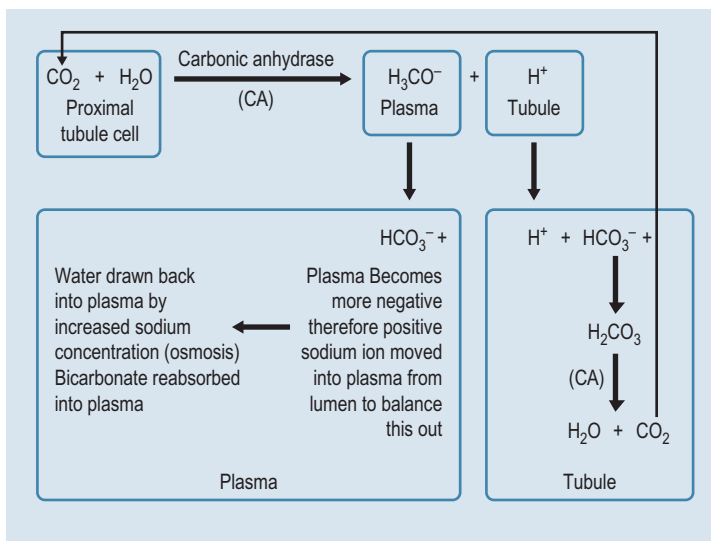 CO₂ + H₂O
Proximal
tubule cell
Carbonic anhydrase
(CA)
H₃CO⁻
Plasma
+
H⁺
Tubule
HCO₃⁻ +
Plasma Becomes
more negative
therefore positive
sodium ion moved
into plasma from
lumen to balance
this out
Water drawn back
into plasma by
increased sodium
concentration (osmosis)
Bicarbonate reabsorbed
into plasma
Plasma
H⁺ + HCO₃⁻ +
H₂CO₃
(CA)
H₂O + CO₂
Tubule